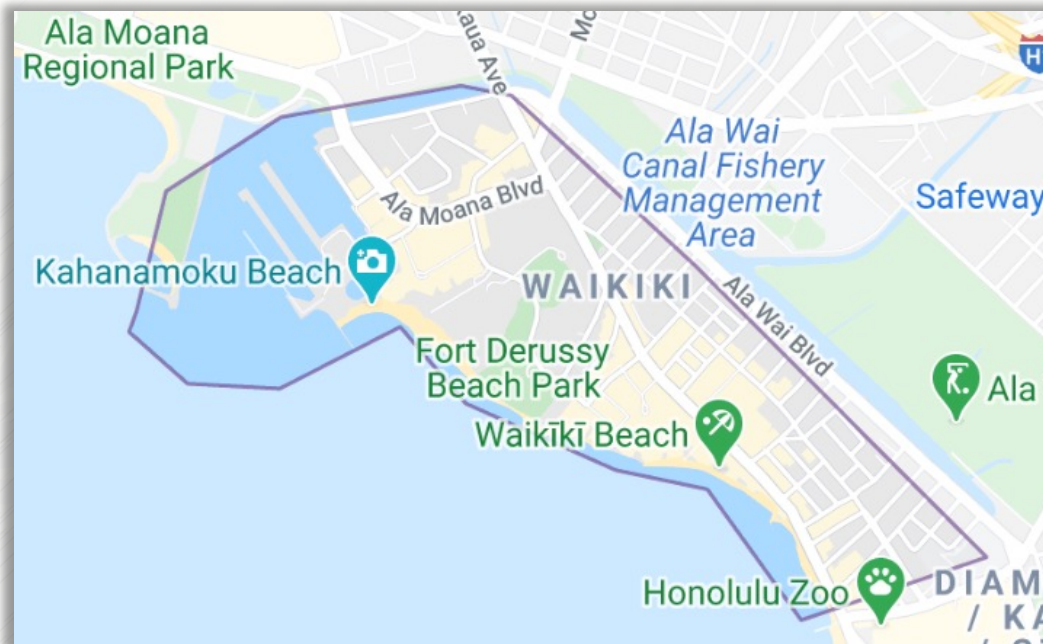 Ala Moana
Regional Park
Ala Wai
Canal Fishery
Management
Area
Safeway
Ala Moana Blvd
Kahanamoku Beach
WAIKIKI
Ala Wai Blvd
Fort Derussy
Beach Park
Ala
Waikīkī Beach
Honolulu Zoo
DIAM
/ KA
H